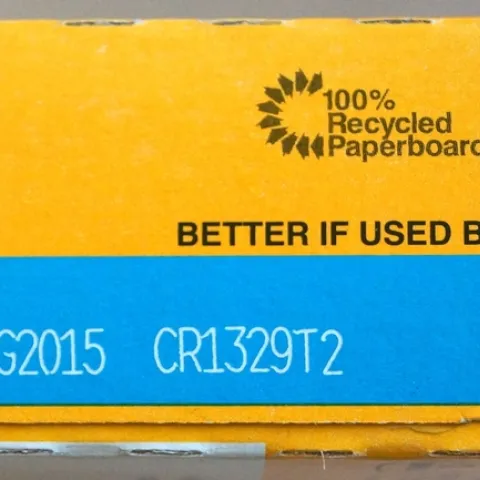 100%
Recycled
Paperboard
BETTER IF USED B
G2015 CR1329T2